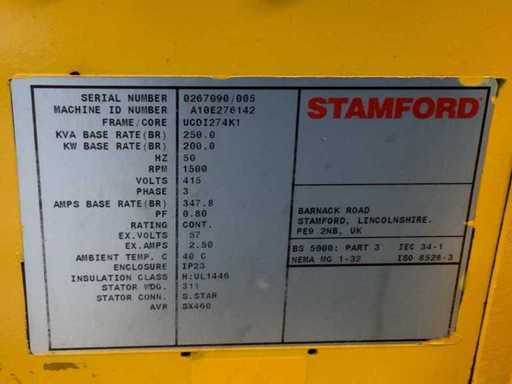 SERIAL NUMBER 0267090/005
MACHINE ID NUMBER A10E276142
FRAME/CORE UCDI274K1
KVA BASE RATE(BR) 250.0
KW BASE RATE(BR) 200.0
HZ 50
RPM 1500
VOLTS 415
PHASE 3
AMPS BASE RATE(BR) 347.8
PF 0.80
RATING CONT.
EX.VOLTS 57
EX.AMPS 2.50
AMBIENT TEMP. C 40 C
ENCLOSURE IP23
INSULATION CLASS H:UL1446
STATOR WDG. 311
STATOR CONN. S.STAR
AVR SX460
STAMFORD
BARNACK ROAD
STAMFORD, LINCOLNSHIRE.
PE9 2NB, UK
BS 5000: PART 3 IEC 34-1
NEMA MG 1-32 ISO 8528-3